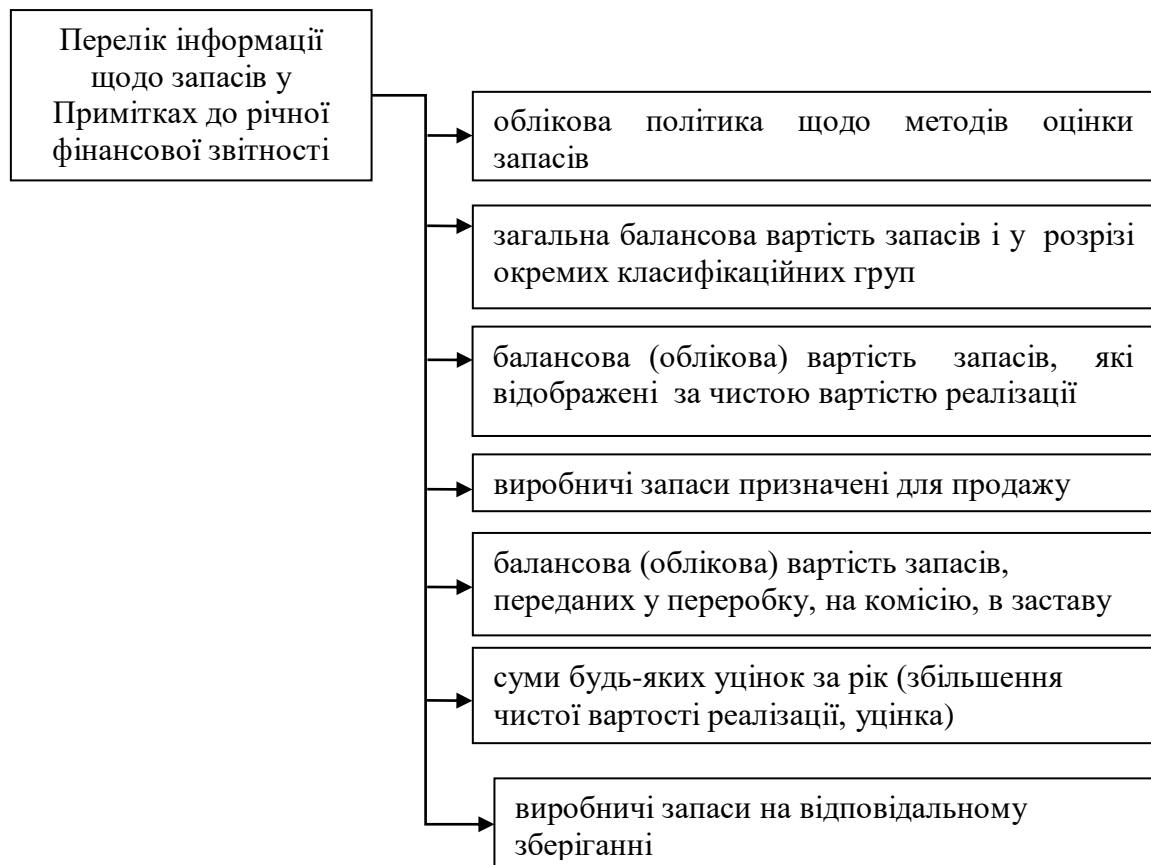 Перелік інформації
щодо запасів у
Примітках до річної
фінансової звітності
облікова політика щодо методів оцінки
запасів
загальна балансова вартість запасів і у розрізі
окремих класифікаційних груп
балансова (облікова) вартість запасів, які
відображені за чистою вартістю реалізації
виробничі запаси призначені для продажу
балансова (облікова) вартість запасів,
переданих у переробку, на комісію, в заставу
суми будь-яких уцінок за рік (збільшення
чистої вартості реалізації, уцінка)
виробничі запаси на відповідальному
зберіганні